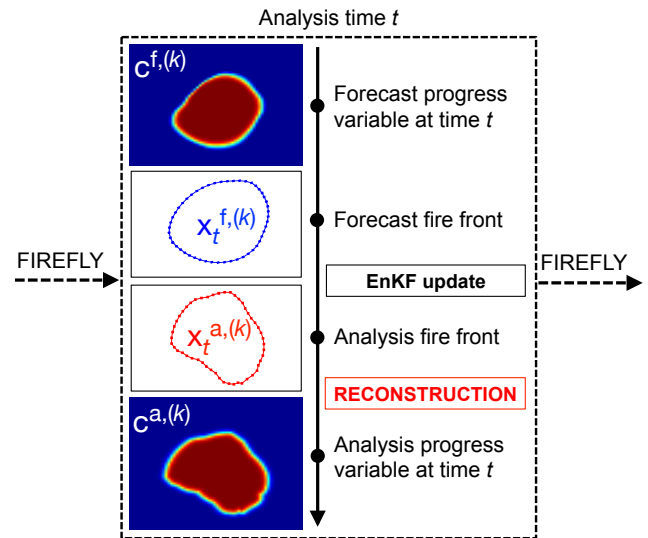 Analysis time t
c^f,(k)
Forecast progress
variable at time t
x_t^f,(k)
Forecast fire front
FIREFLY
EnKF update
FIREFLY
x_t^a,(k)
Analysis fire front
RECONSTRUCTION
c^a,(k)
Analysis progress
variable at time t